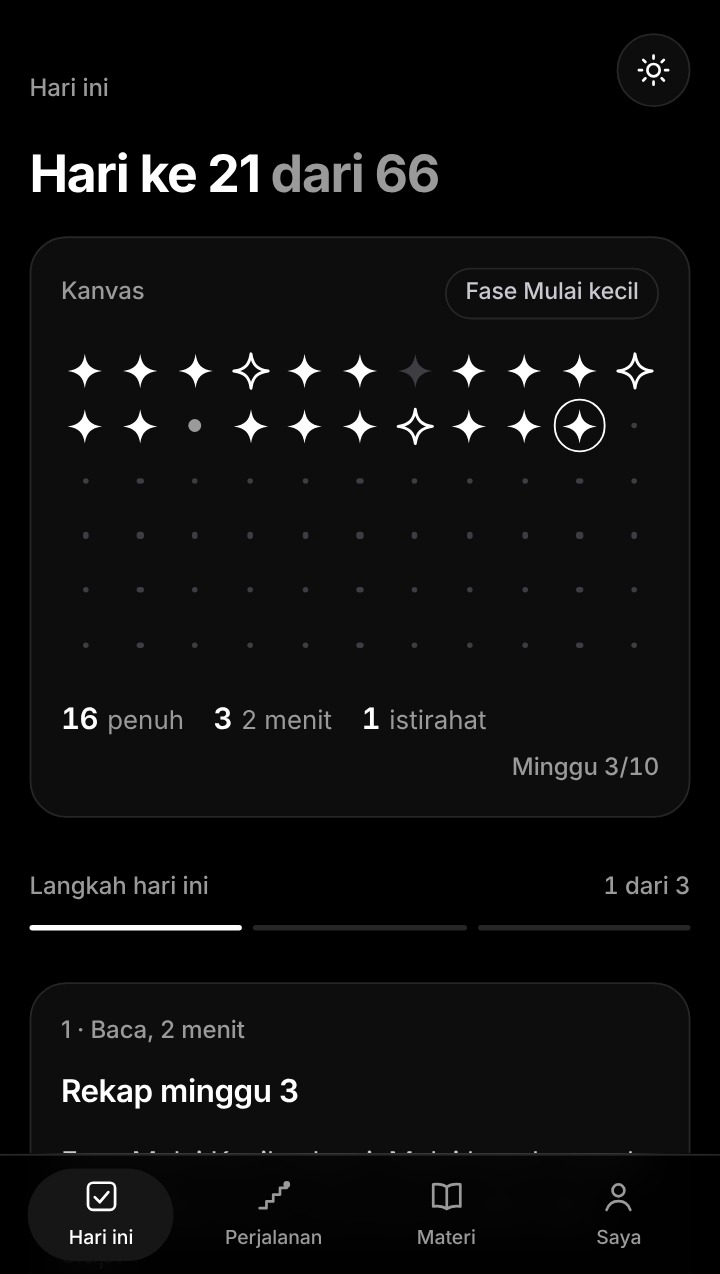 Hari ini
Hari ke 21 dari 66
Kanvas
Fase Mulai kecil
16 penuh 3 2 menit 1 istirahat
Minggu 3/10
Langkah hari ini
1 dari 3
1 · Baca, 2 menit
Rekap minggu 3
Hari ini
Perjalanan
Materi
Saya